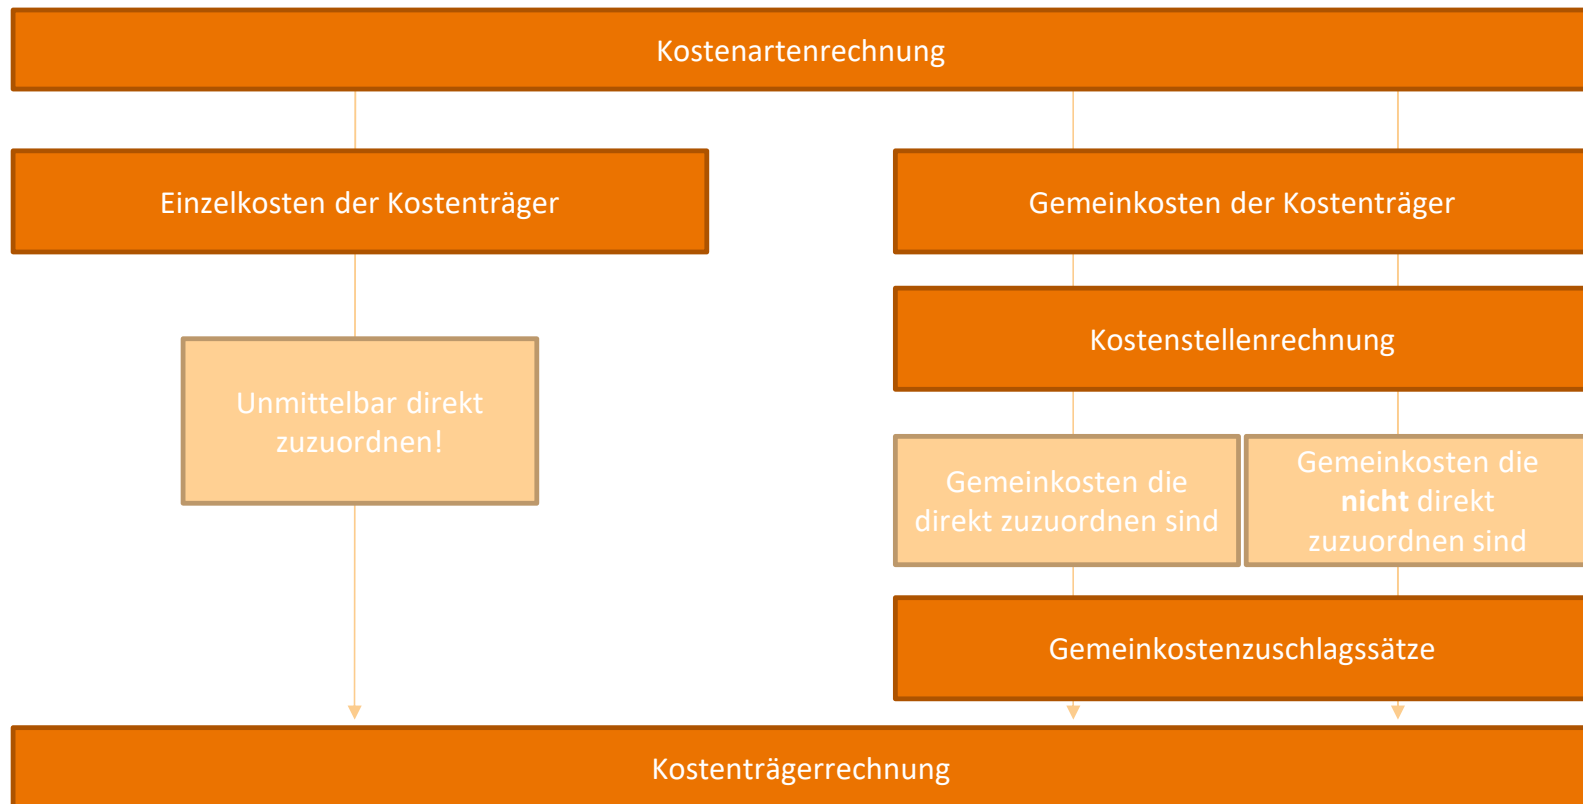 Kostenartenrechnung
Einzelkosten der Kostenträger
Gemeinkosten der Kostenträger
Kostenstellenrechnung
Unmittelbar direkt
zuzuordnen!
Gemeinkosten die
direkt zuzuordnen sind
Gemeinkosten die
nicht direkt
zuzuordnen sind
Gemeinkostenzuschlagssätze
Kostenträgerrechnung